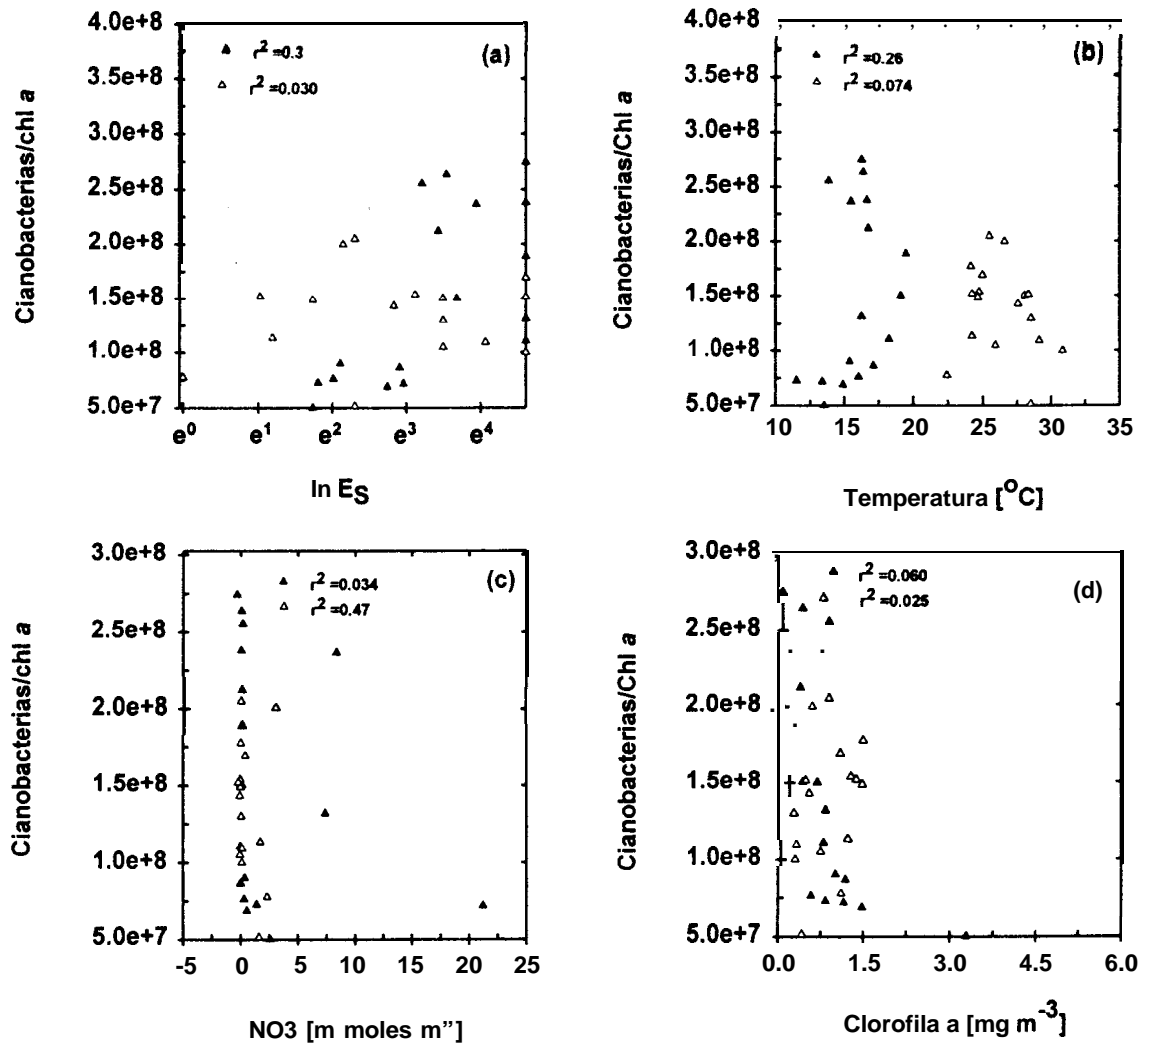 4.0e+8
3.5e+8
3.0e+8
2.5e+8
2.0e+8
1.5e+8
1.0e+8
5.0e+7
Cianobacterias/chl a
r2 =0.3
r2 =0.030
(a)
e0 e1 e2 e3 e4
ln ES
4.0e+8
3.5e+8
3.0e+8
2.5e+8
2.0e+8
1.5e+8
1.0e+8
5.0e+7
Cianobacterias/Chl a
r2 =0.26
r2 =0.074
(b)
10 15 20 25 30 35
Temperatura [oC]
3.0e+8
2.5e+8
2.0e+8
1.5e+8
1.0e+8
5.0e+7
Cianobacterias/chl a
r2 =0.034
r2 =0.47
(c)
-5 0 5 10 15 20 25
NO3 [m moles m”]
3.0e+8
2.5e+8
2.0e+8
1.5e+8
1.0e+8
5.0e+7
Cianobacterias/Chl a
r2 =0.060
r2 =0.025
(d)
0.0 1.5 3.0 4.5 6.0
Clorofila a [mg m-3]